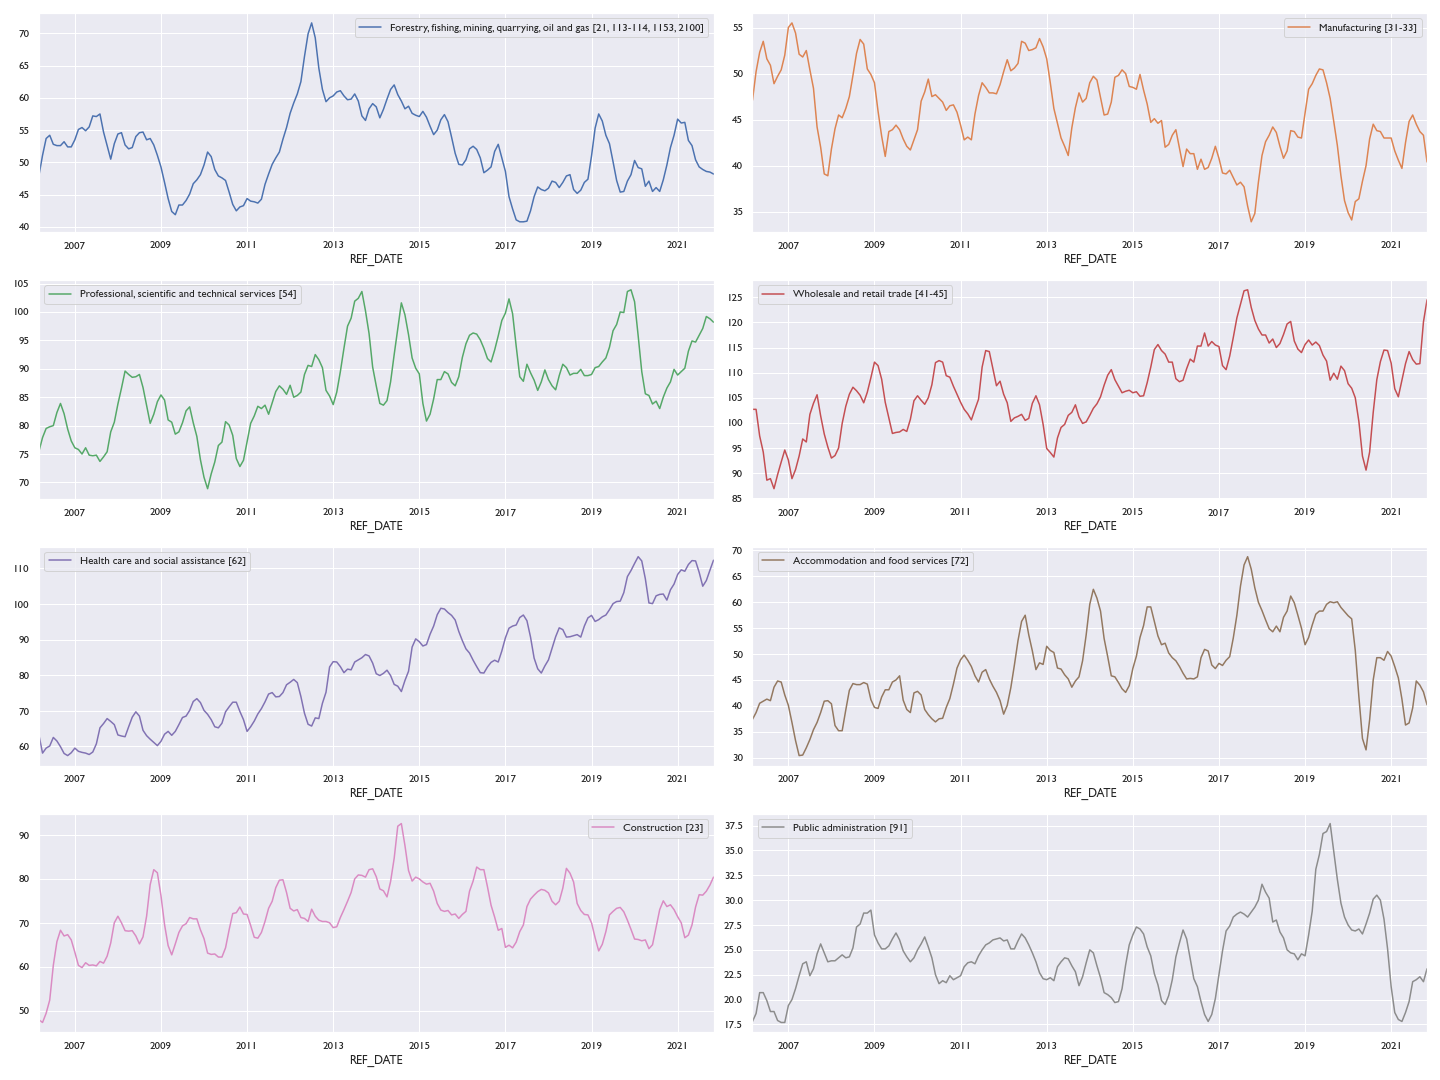 Forestry, fishing, mining, quarrying, oil and gas [21, 113-114, 1153, 2100]
70
65
60
55
50
45
40
2007 2009 2011 2013 2015 2017 2019 2021
REF_DATE
Manufacturing [31-33]
55
50
45
40
35
2007 2009 2011 2013 2015 2017 2019 2021
REF_DATE
Professional, scientific and technical services [54]
105
100
95
90
85
80
75
70
2007 2009 2011 2013 2015 2017 2019 2021
REF_DATE
Wholesale and retail trade [41-45]
125
120
115
110
105
100
95
90
85
2007 2009 2011 2013 2015 2017 2019 2021
REF_DATE
Health care and social assistance [62]
110
100
90
80
70
60
2007 2009 2011 2013 2015 2017 2019 2021
REF_DATE
Accommodation and food services [72]
70
65
60
55
50
45
40
35
30
2007 2009 2011 2013 2015 2017 2019 2021
REF_DATE
Construction [23]
90
80
70
60
50
2007 2009 2011 2013 2015 2017 2019 2021
REF_DATE
Public administration [91]
37.5
35.0
32.5
30.0
27.5
25.0
22.5
20.0
17.5
2007 2009 2011 2013 2015 2017 2019 2021
REF_DATE